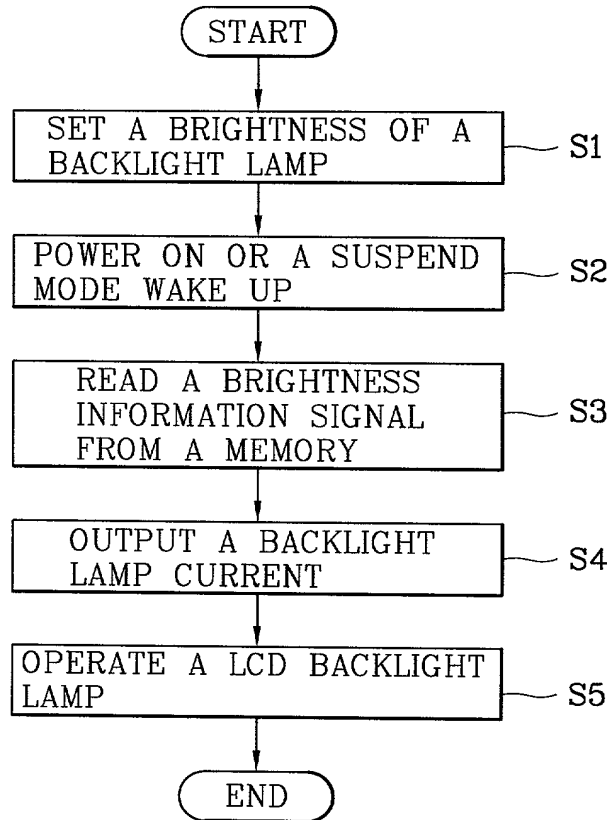 START
SET A BRIGHTNESS OF A
BACKLIGHT LAMP
S1
POWER ON OR A SUSPEND
MODE WAKE UP
S2
READ A BRIGHTNESS
INFORMATION SIGNAL
FROM A MEMORY
S3
OUTPUT A BACKLIGHT
LAMP CURRENT
S4
OPERATE A LCD BACKLIGHT
LAMP
S5
END